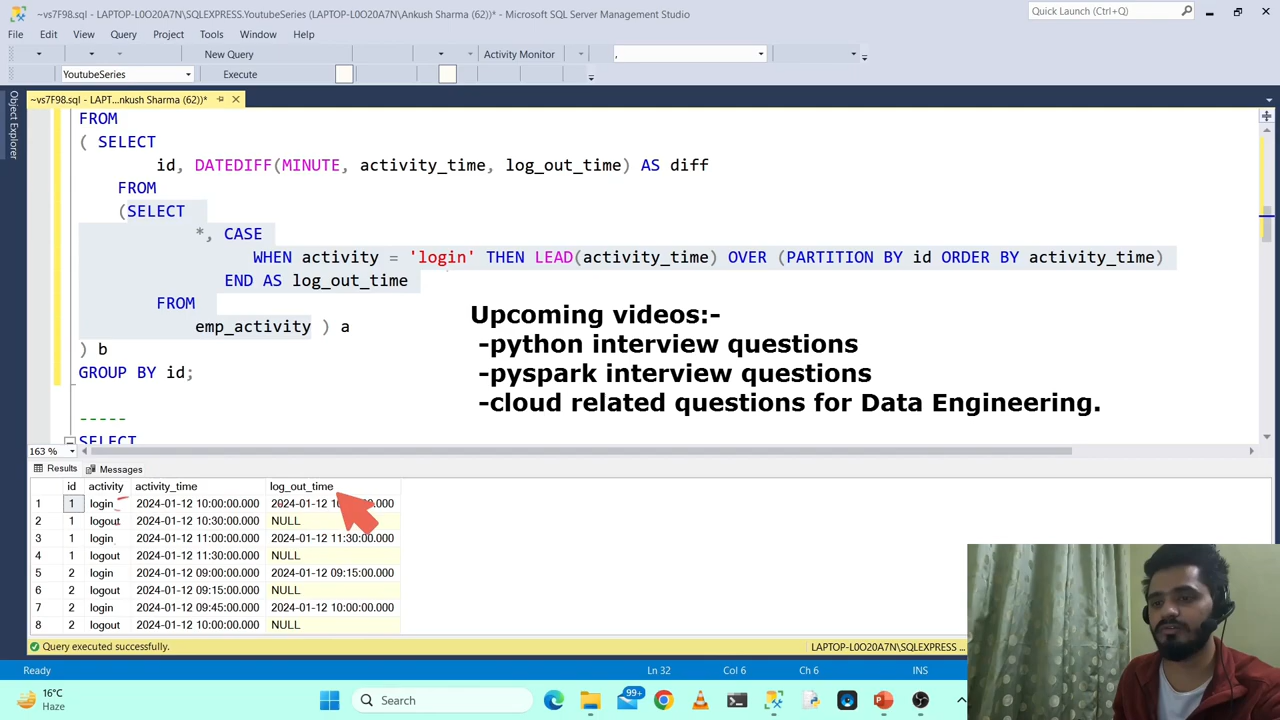 ~vs7F98.sql - LAPTOP-L0O20A7N\SQLEXPRESS.YoutubeSeries (LAPTOP-L0O20A7N\Ankush Sharma (62))* - Microsoft SQL Server Management Studio
Quick Launch (Ctrl+Q)
File Edit View Query Project Tools Window Help
New Query
Activity Monitor
,
YoutubeSeries
Execute
~vs7F98.sql - LAPT...nkush Sharma (62))*
Object Explorer
FROM
( SELECT
id, DATEDIFF(MINUTE, activity_time, log_out_time) AS diff
FROM
(SELECT
*, CASE
WHEN activity = 'login' THEN LEAD(activity_time) OVER (PARTITION BY id ORDER BY activity_time)
END AS log_out_time
FROM
emp_activity ) a
) b
GROUP BY id;
-----
SELECT
Upcoming videos:-
-python interview questions
-pyspark interview questions
-cloud related questions for Data Engineering.
163 %
Results Messages
id activity activity_time log_out_time
1 1 login 2024-01-12 10:00:00.000 2024-01-12 10 00.000
2 1 logout 2024-01-12 10:30:00.000 NULL
3 1 login 2024-01-12 11:00:00.000 2024-01-12 11:30:00.000
4 1 logout 2024-01-12 11:30:00.000 NULL
5 2 login 2024-01-12 09:00:00.000 2024-01-12 09:15:00.000
6 2 logout 2024-01-12 09:15:00.000 NULL
7 2 login 2024-01-12 09:45:00.000 2024-01-12 10:00:00.000
8 2 logout 2024-01-12 10:00:00.000 NULL
Query executed successfully.
LAPTOP-L0O20A7N\SQLEXPRESS ...
Ready
Ln 32 Col 6 Ch 6 INS
16°C
Haze
Search
99+